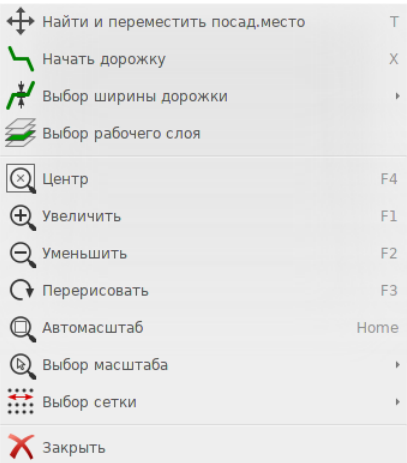 Найти и переместить посад.место T
Начать дорожку X
Выбор ширины дорожки
Выбор рабочего слоя
Центр F4
Увеличить F1
Уменьшить F2
Перерисовать F3
Автомасштаб Home
Выбор масштаба
Выбор сетки
Закрыть